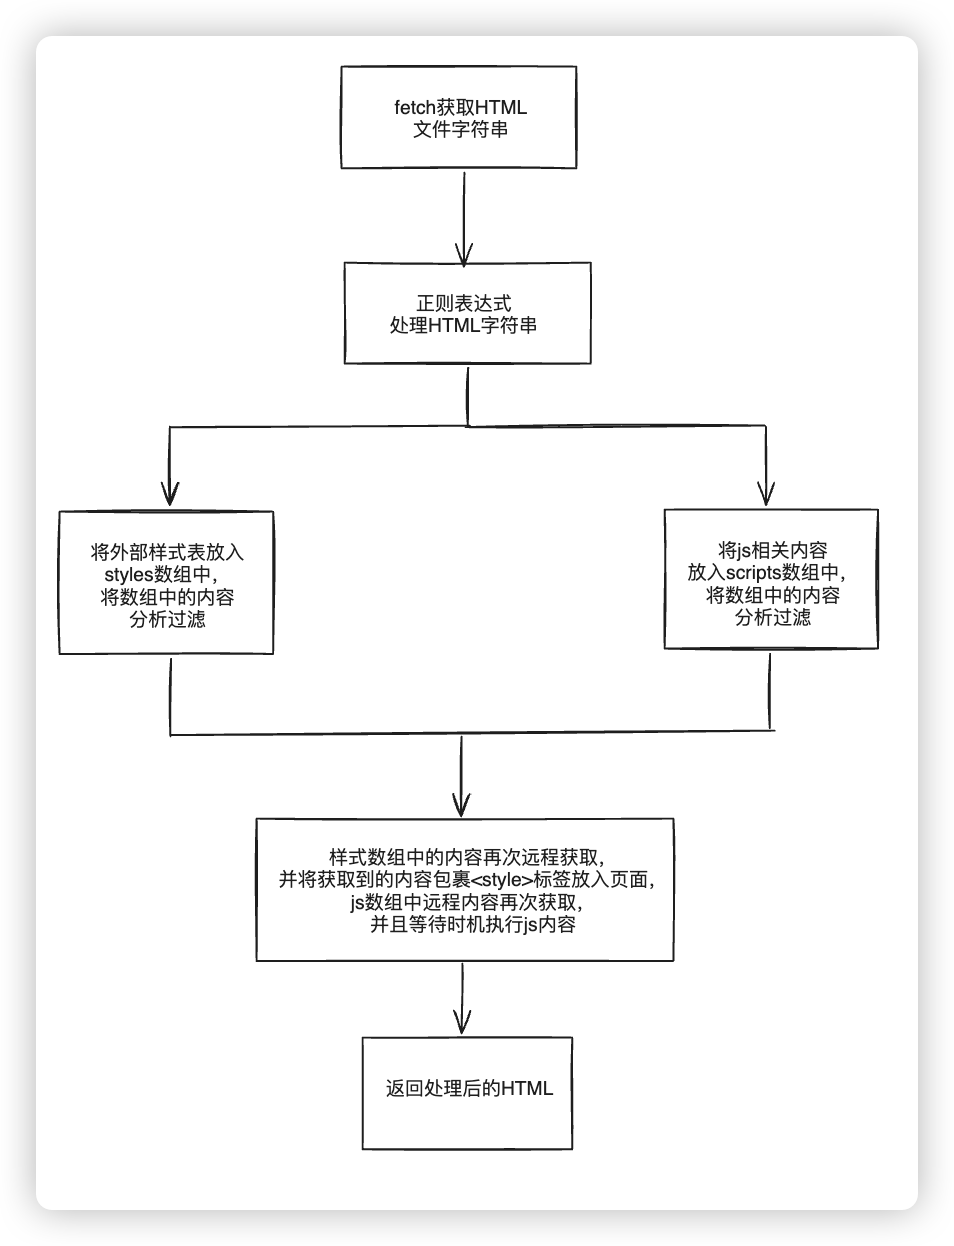 fetch获取HTML
文件字符串
正则表达式
处理HTML字符串
将外部样式表放入
styles数组中，
将数组中的内容
分析过滤
将js相关内容
放入scripts数组中，
将数组中的内容
分析过滤
样式数组中的内容再次远程获取，
并将获取到的内容包裹<style>标签放入页面，
js数组中远程内容再次获取，
并且等待时机执行js内容
返回处理后的HTML